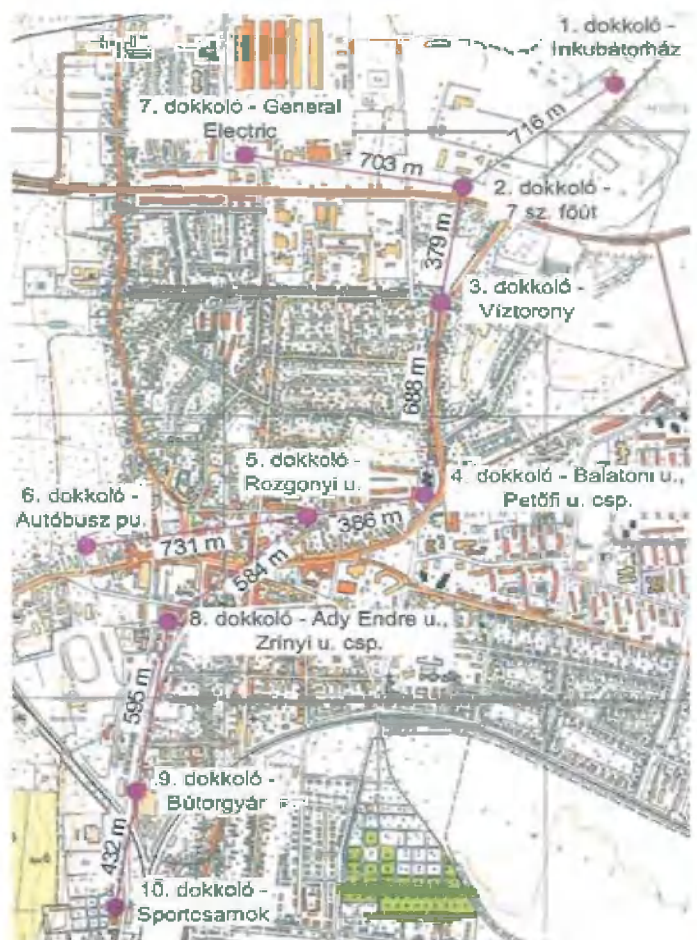 1. dokkoló -
Inkubátorház
7. dokkoló - General
Electric
716 m
703 m
2. dokkoló -
7 sz. főút
379 m
3. dokkoló -
Víztorony
688 m
5. dokkoló -
Rozgonyi u.
4. dokkoló - Balatoni u.,
Petőfi u. csp.
6. dokkoló -
Autóbusz pu.
386 m
731 m
584 m
8. dokkoló - Ady Endre u.,
Zrínyi u. csp.
595 m
9. dokkoló -
Bútorgyár
432 m
10. dokkoló -
Sportcsarnok